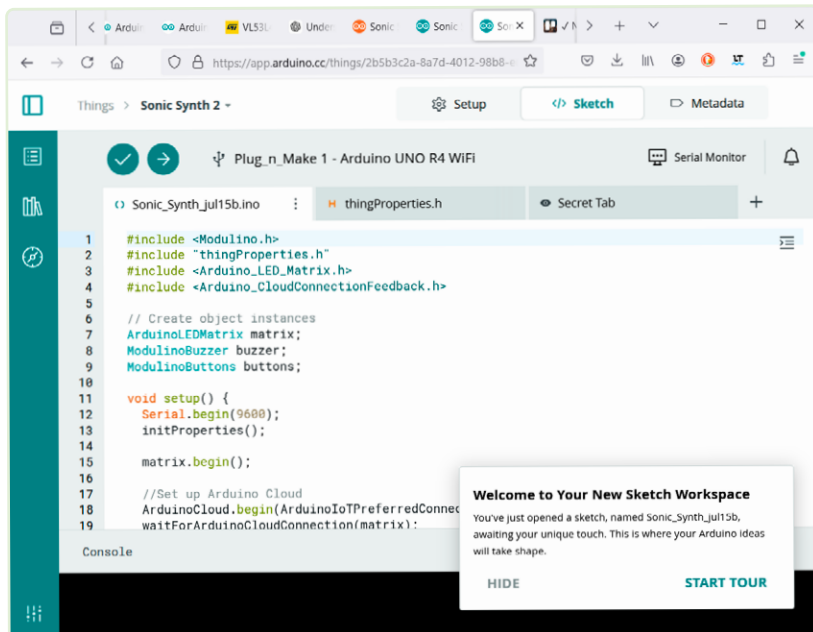 Arduin
Arduin
VL53L
Under
Sonic
Sonic
Son
https://app.arduino.cc/things/2b5b3c2a-8a7d-4012-98b8-
LT
Things > Sonic Synth 2
Setup
</> Sketch
Metadata
Plug_n_Make 1 - Arduino UNO R4 WiFi
Serial Monitor
Sonic_Synth_jul15b.ino
H thingProperties.h
Secret Tab
1 #include <Modulino.h>
2 #include "thingProperties.h"
3 #include <Arduino_LED_Matrix.h>
4 #include <Arduino_CloudConnectionFeedback.h>
5
6 // Create object instances
7 ArduinoLEDMatrix matrix;
8 ModulinoBuzzer buzzer;
9 ModulinoButtons buttons;
10
11 void setup() {
12 Serial.begin(9600);
13 initProperties();
14
15 matrix.begin();
16
17 //Set up Arduino Cloud
18 ArduinoCloud.begin(ArduinoIoTPreferredConnec
19 waitForArduinoCloudConnection(matrix);
Console
Welcome to Your New Sketch Workspace
You've just opened a sketch, named Sonic_Synth_jul15b,
awaiting your unique touch. This is where your Arduino ideas
will take shape.
HIDE
START TOUR